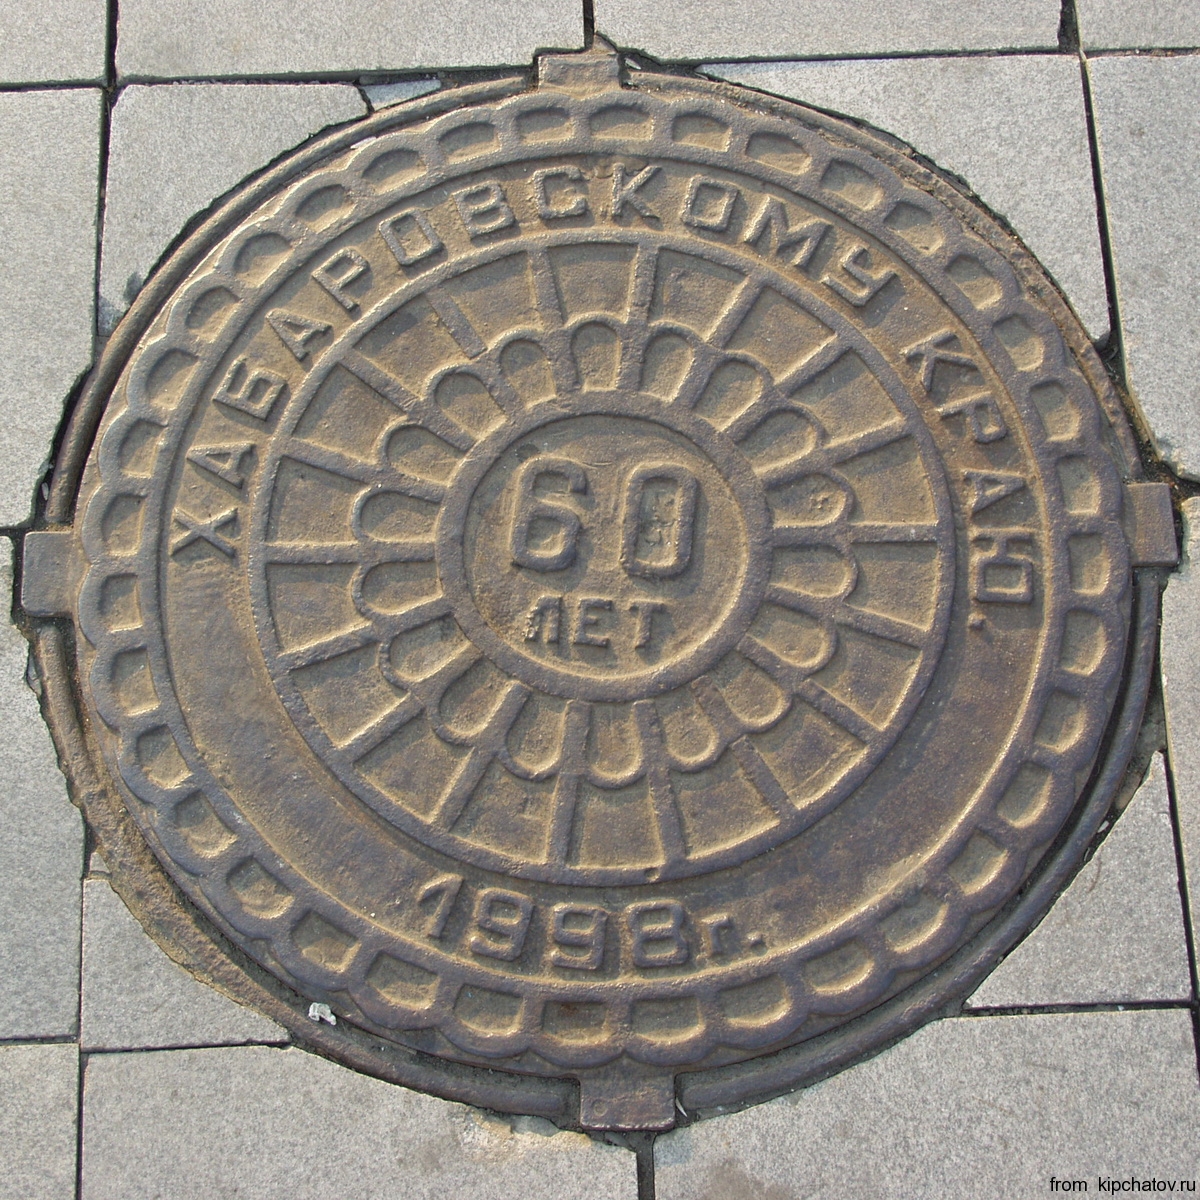 ХАБАРОВСКОМУ КРАЮ.
60
ЛЕТ
1998г.
from kipchatov.ru